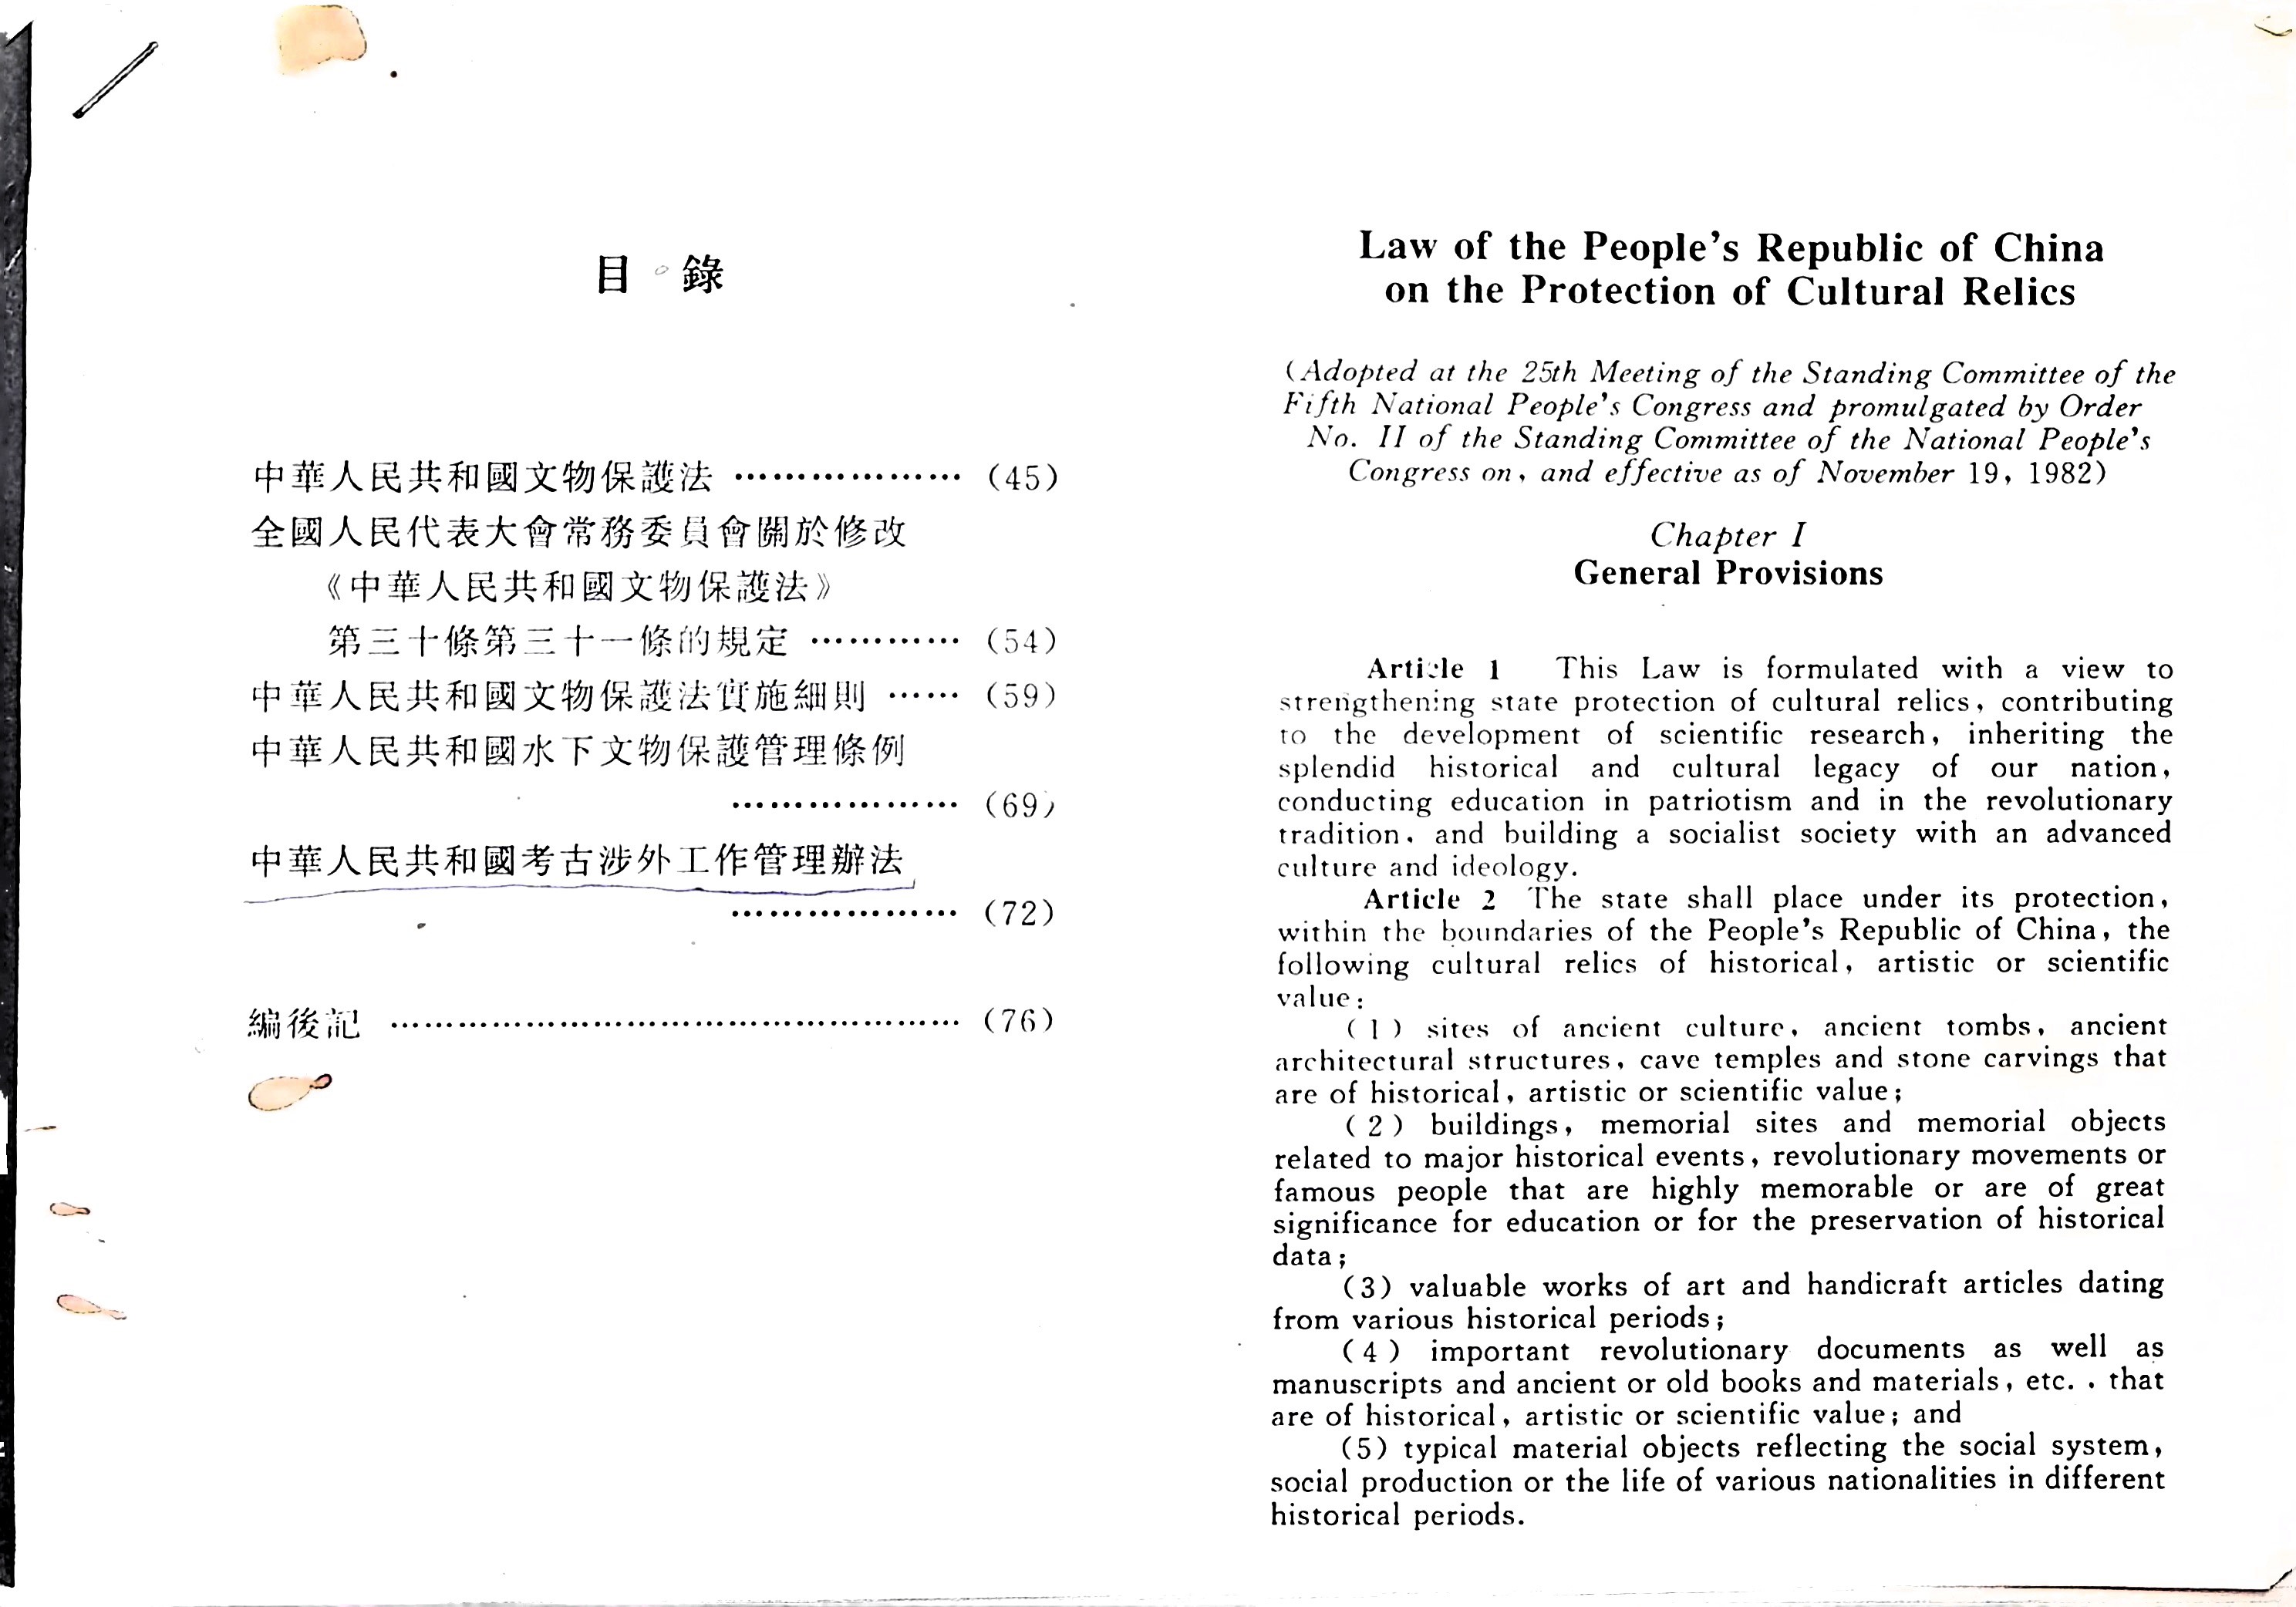 目 錄
中華人民共和國文物保護法 ·················· (45)
全國人民代表大會常務委員會關於修改
《中華人民共和國文物保護法》
第三十條第三十一條的規定 ············ (54)
中華人民共和國文物保護法實施細則 ······ (59)
中華人民共和國水下文物保護管理條例
·················· (69)
中華人民共和國考古涉外工作管理辦法
·················· (72)
編後記 ·············································· (76)
Law of the People's Republic of China
on the Protection of Cultural Relics
(Adopted at the 25th Meeting of the Standing Committee of the
Fifth National People's Congress and promulgated by Order
No. II of the Standing Committee of the National People's
Congress on, and effective as of November 19, 1982)
Chapter I
General Provisions
Article 1 This Law is formulated with a view to
strengthening state protection of cultural relics, contributing
to the development of scientific research, inheriting the
splendid historical and cultural legacy of our nation,
conducting education in patriotism and in the revolutionary
tradition, and building a socialist society with an advanced
culture and ideology.
Article 2 The state shall place under its protection,
within the boundaries of the People's Republic of China, the
following cultural relics of historical, artistic or scientific
value:
(1) sites of ancient culture, ancient tombs, ancient
architectural structures, cave temples and stone carvings that
are of historical, artistic or scientific value;
(2) buildings, memorial sites and memorial objects
related to major historical events, revolutionary movements or
famous people that are highly memorable or are of great
significance for education or for the preservation of historical
data;
(3) valuable works of art and handicraft articles dating
from various historical periods;
(4) important revolutionary documents as well as
manuscripts and ancient or old books and materials, etc. , that
are of historical, artistic or scientific value; and
(5) typical material objects reflecting the social system,
social production or the life of various nationalities in different
historical periods.